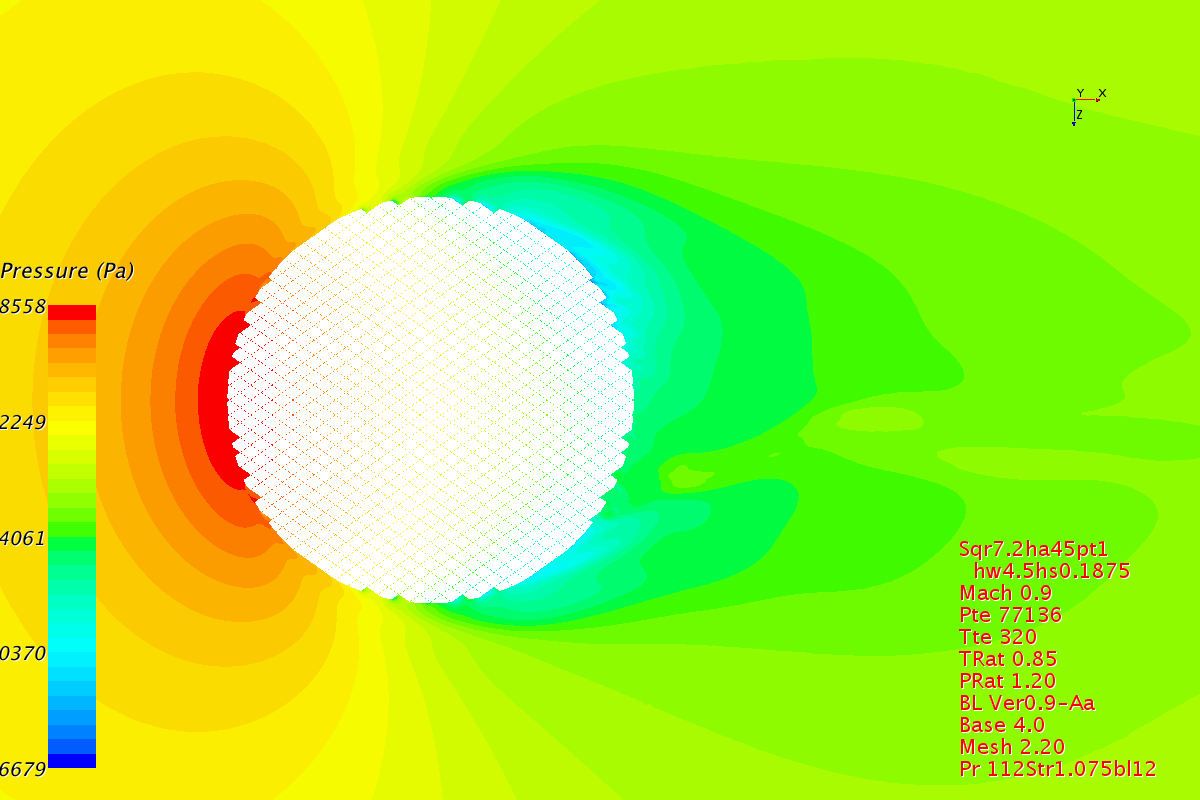 Y X
Z
Pressure (Pa)
8558
2249
4061
0370
6679
Sqr7.2ha45pt1
hw4.5hs0.1875
Mach 0.9
Pte 77136
Tte 320
TRat 0.85
PRat 1.20
BL Ver0.9-Aa
Base 4.0
Mesh 2.20
Pr 112Str1.075bl12